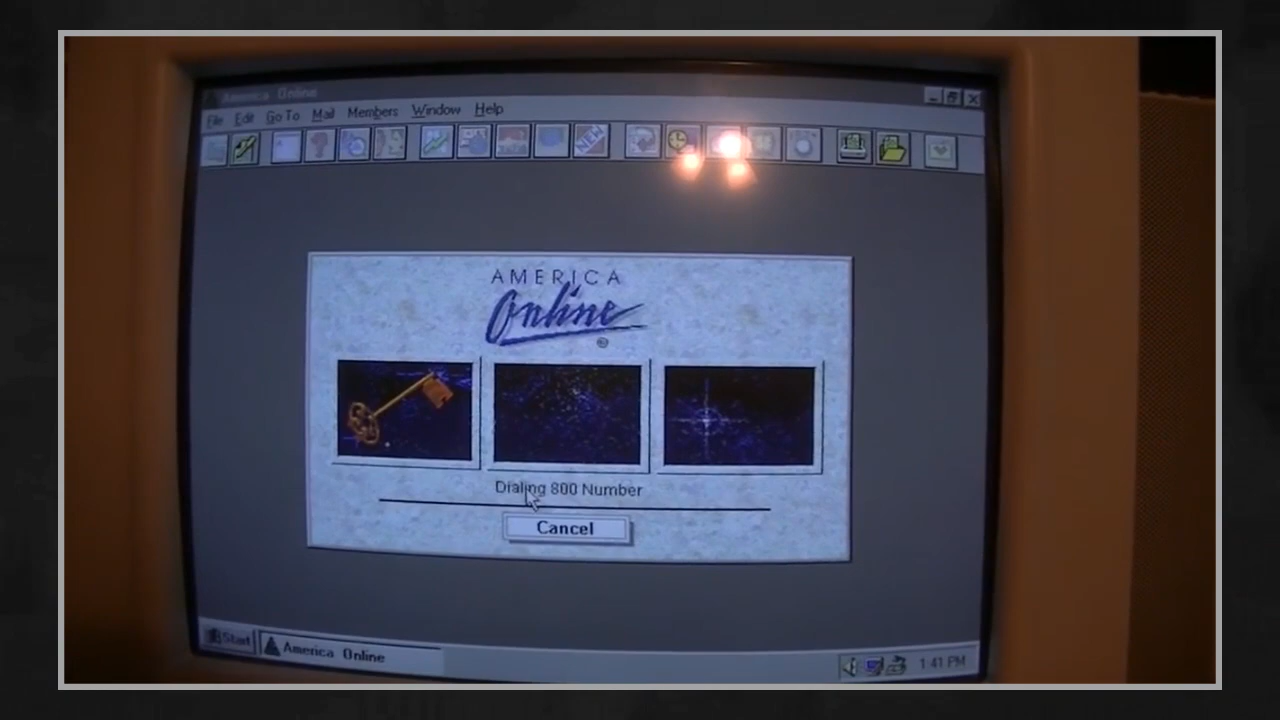 America Online
File Edit Go To Mail Members Window Help
NEW
AMERICA
Online
®
Dialing 800 Number
Cancel
Start America Online 1:41 PM